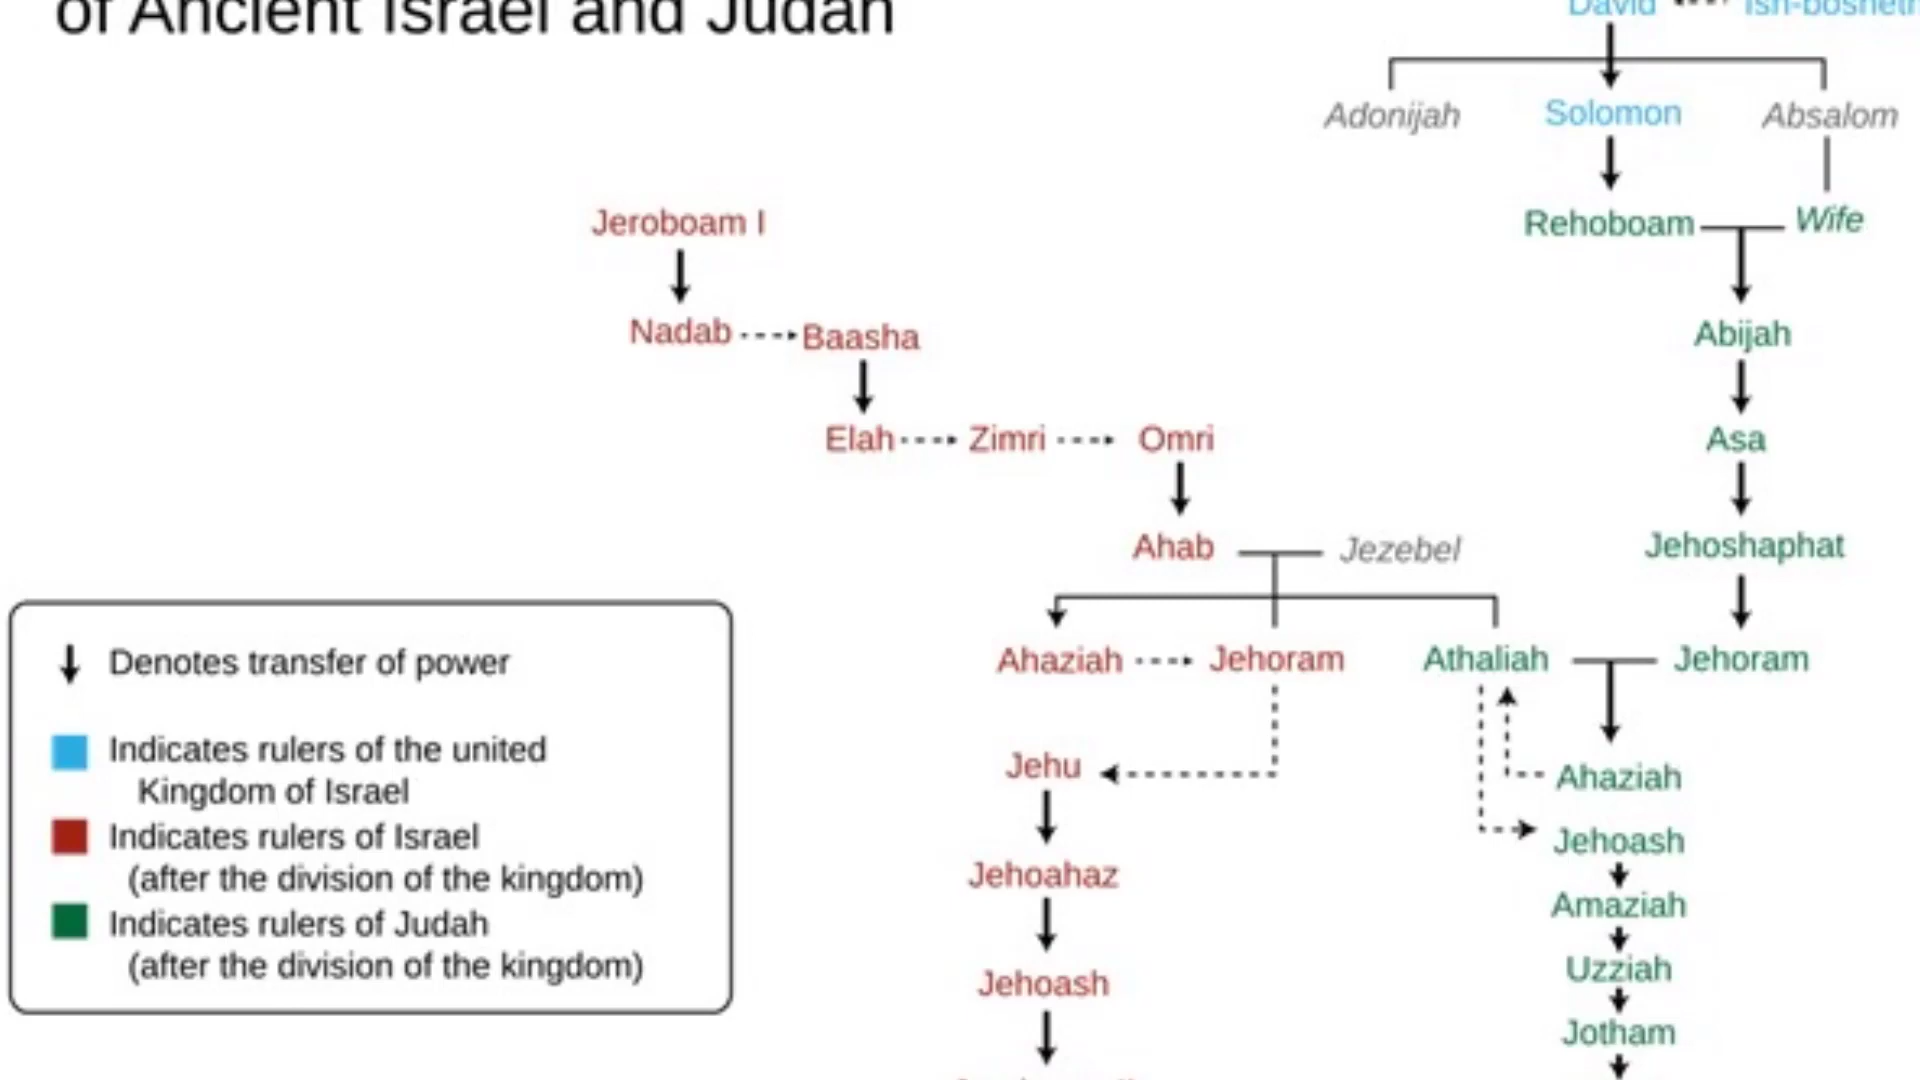 of Ancient Israel and Judah
David Ish-bosheth
Adonijah Solomon Absalom
Jeroboam I Rehoboam Wife
Nadab Baasha Abijah
Elah Zimri Omri Asa
Ahab Jezebel Jehoshaphat
Ahaziah Jehoram Athaliah Jehoram
Jehu Ahaziah
Jehoash
Jehoahaz
Amaziah
Jehoash Uzziah
Jotham
Denotes transfer of power
Indicates rulers of the united
Kingdom of Israel
Indicates rulers of Israel
(after the division of the kingdom)
Indicates rulers of Judah
(after the division of the kingdom)